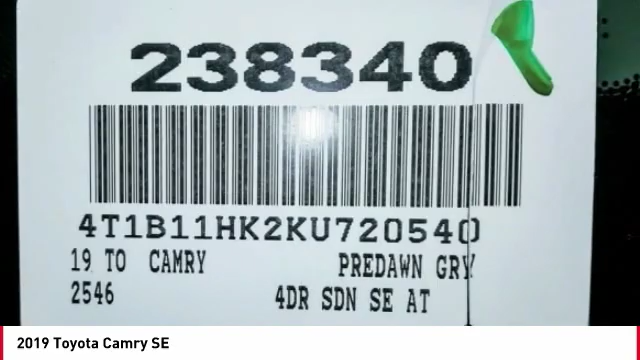 238340
4T1B11HK2KU720540
19 TO CAMRY PREDAWN GRY
2546 4DR SDN SE AT
2019 Toyota Camry SE